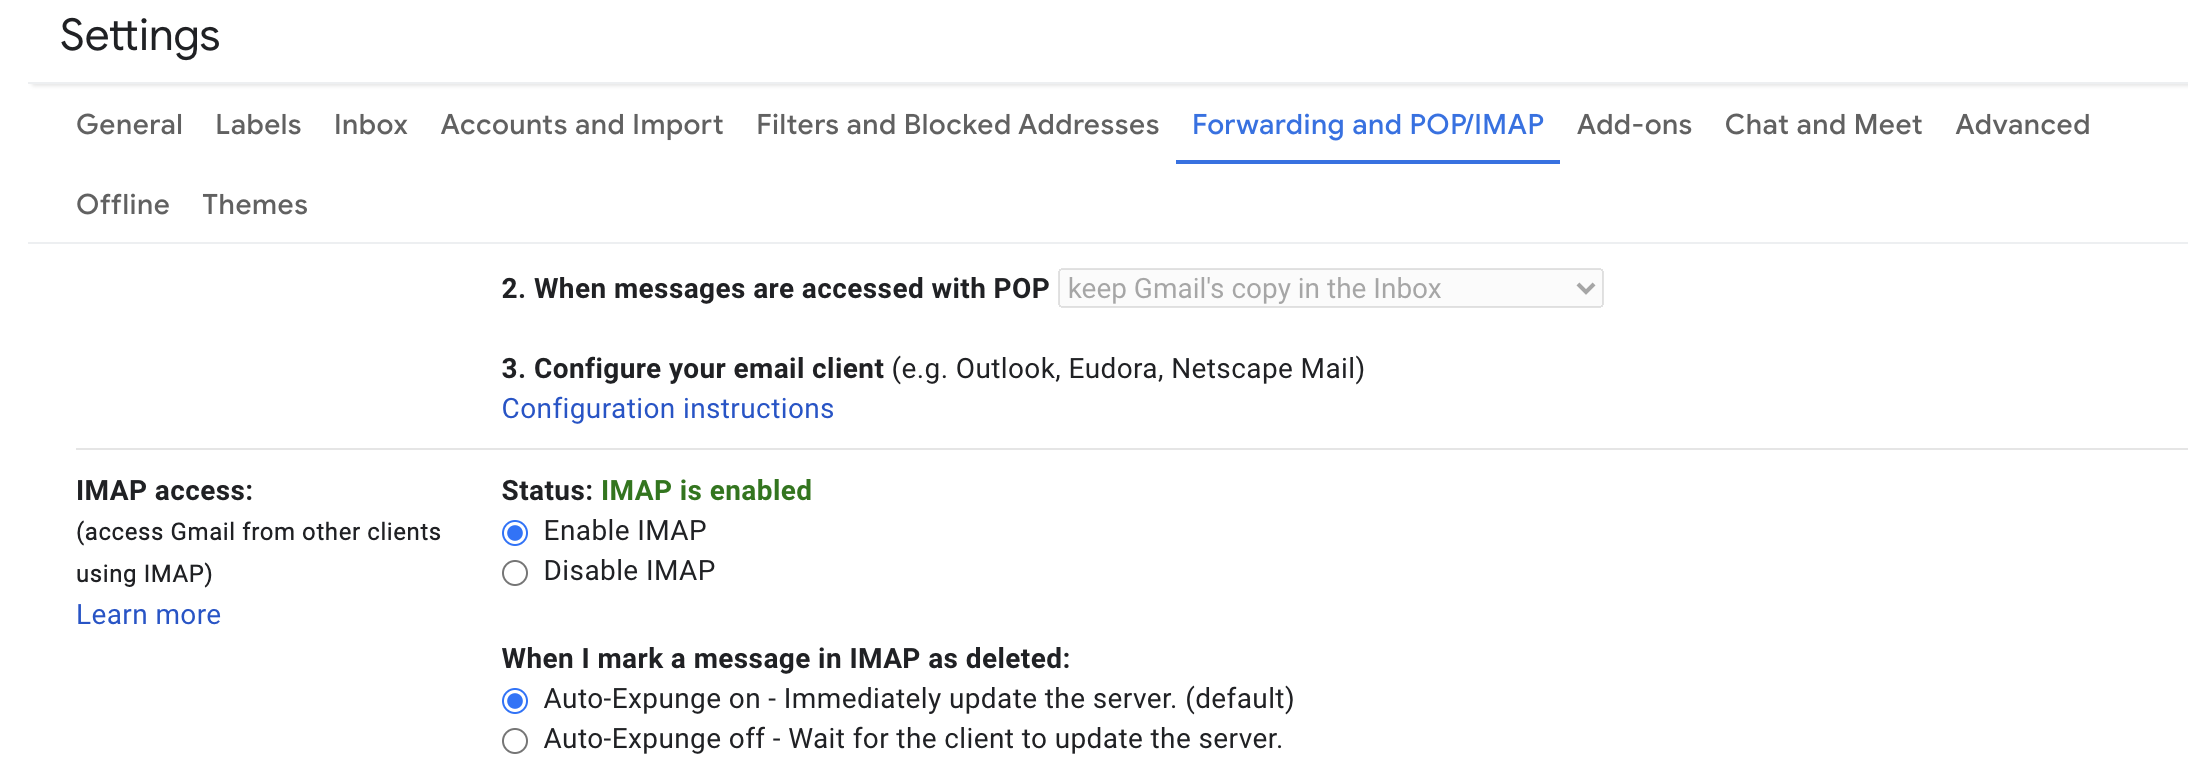 Settings
General Labels Inbox Accounts and Import Filters and Blocked Addresses Forwarding and POP/IMAP Add-ons Chat and Meet Advanced
Offline Themes
2. When messages are accessed with POP keep Gmail's copy in the Inbox
3. Configure your email client (e.g. Outlook, Eudora, Netscape Mail)
Configuration instructions
IMAP access:
(access Gmail from other clients
using IMAP)
Learn more
Status: IMAP is enabled
Enable IMAP
Disable IMAP
When I mark a message in IMAP as deleted:
Auto-Expunge on - Immediately update the server. (default)
Auto-Expunge off - Wait for the client to update the server.